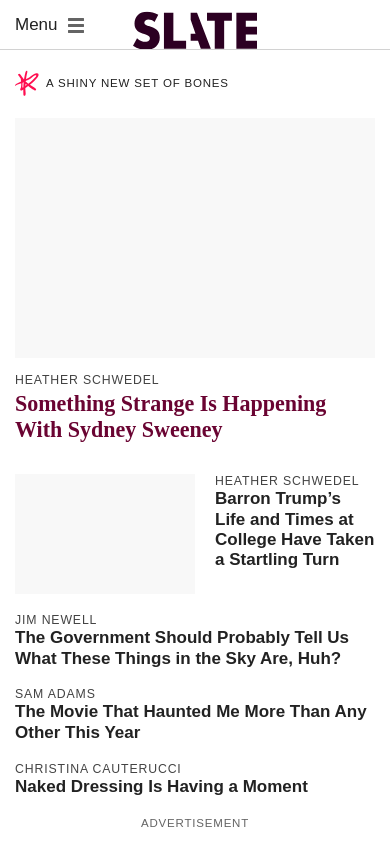 Menu
SLATE
A SHINY NEW SET OF BONES
HEATHER SCHWEDEL
Something Strange Is Happening
With Sydney Sweeney
HEATHER SCHWEDEL
Barron Trump’s
Life and Times at
College Have Taken
a Startling Turn
JIM NEWELL
The Government Should Probably Tell Us
What These Things in the Sky Are, Huh?
SAM ADAMS
The Movie That Haunted Me More Than Any
Other This Year
CHRISTINA CAUTERUCCI
Naked Dressing Is Having a Moment
ADVERTISEMENT